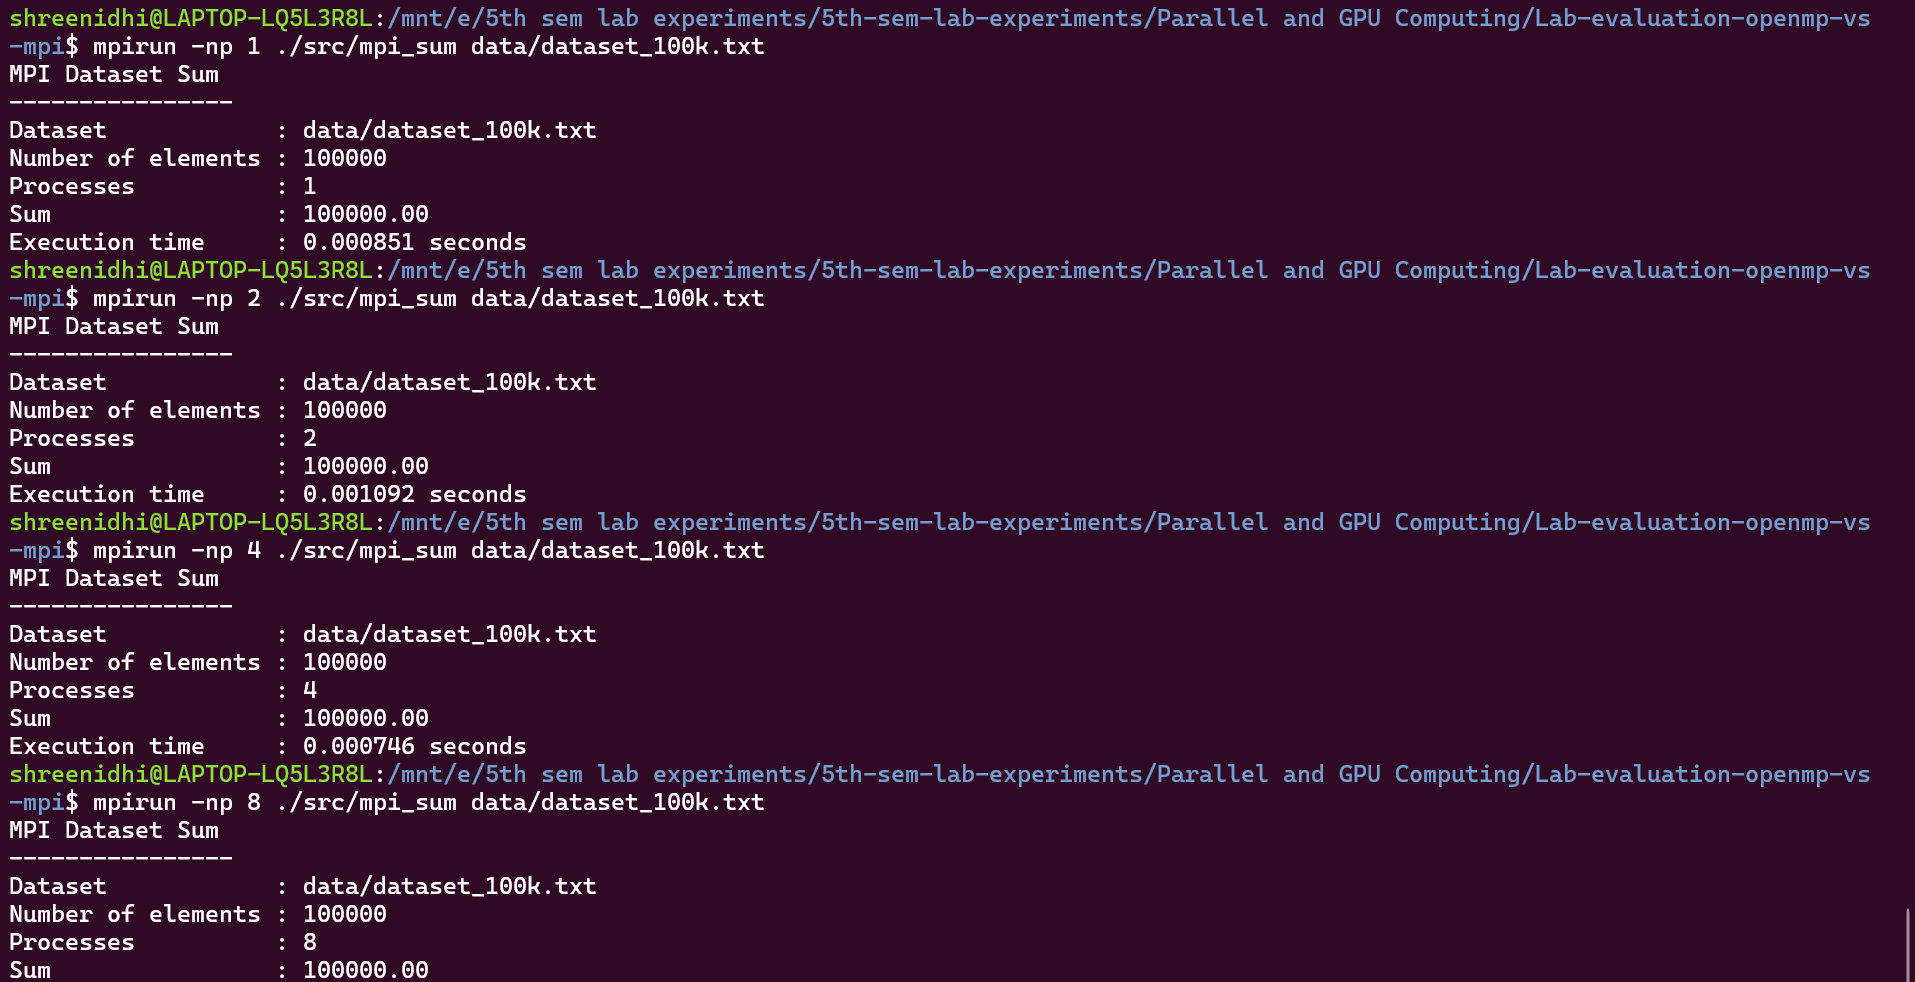 shreenidhi@LAPTOP-LQ5L3R8L:/mnt/e/5th sem lab experiments/5th-sem-lab-experiments/Parallel and GPU Computing/Lab-evaluation-openmp-vs
-mpi$ mpirun -np 1 ./src/mpi_sum data/dataset_100k.txt
MPI Dataset Sum
----------------
Dataset            : data/dataset_100k.txt
Number of elements : 100000
Processes          : 1
Sum                : 100000.00
Execution time     : 0.000851 seconds
shreenidhi@LAPTOP-LQ5L3R8L:/mnt/e/5th sem lab experiments/5th-sem-lab-experiments/Parallel and GPU Computing/Lab-evaluation-openmp-vs
-mpi$ mpirun -np 2 ./src/mpi_sum data/dataset_100k.txt
MPI Dataset Sum
----------------
Dataset            : data/dataset_100k.txt
Number of elements : 100000
Processes          : 2
Sum                : 100000.00
Execution time     : 0.001092 seconds
shreenidhi@LAPTOP-LQ5L3R8L:/mnt/e/5th sem lab experiments/5th-sem-lab-experiments/Parallel and GPU Computing/Lab-evaluation-openmp-vs
-mpi$ mpirun -np 4 ./src/mpi_sum data/dataset_100k.txt
MPI Dataset Sum
----------------
Dataset            : data/dataset_100k.txt
Number of elements : 100000
Processes          : 4
Sum                : 100000.00
Execution time     : 0.000746 seconds
shreenidhi@LAPTOP-LQ5L3R8L:/mnt/e/5th sem lab experiments/5th-sem-lab-experiments/Parallel and GPU Computing/Lab-evaluation-openmp-vs
-mpi$ mpirun -np 8 ./src/mpi_sum data/dataset_100k.txt
MPI Dataset Sum
----------------
Dataset            : data/dataset_100k.txt
Number of elements : 100000
Processes          : 8
Sum                : 100000.00